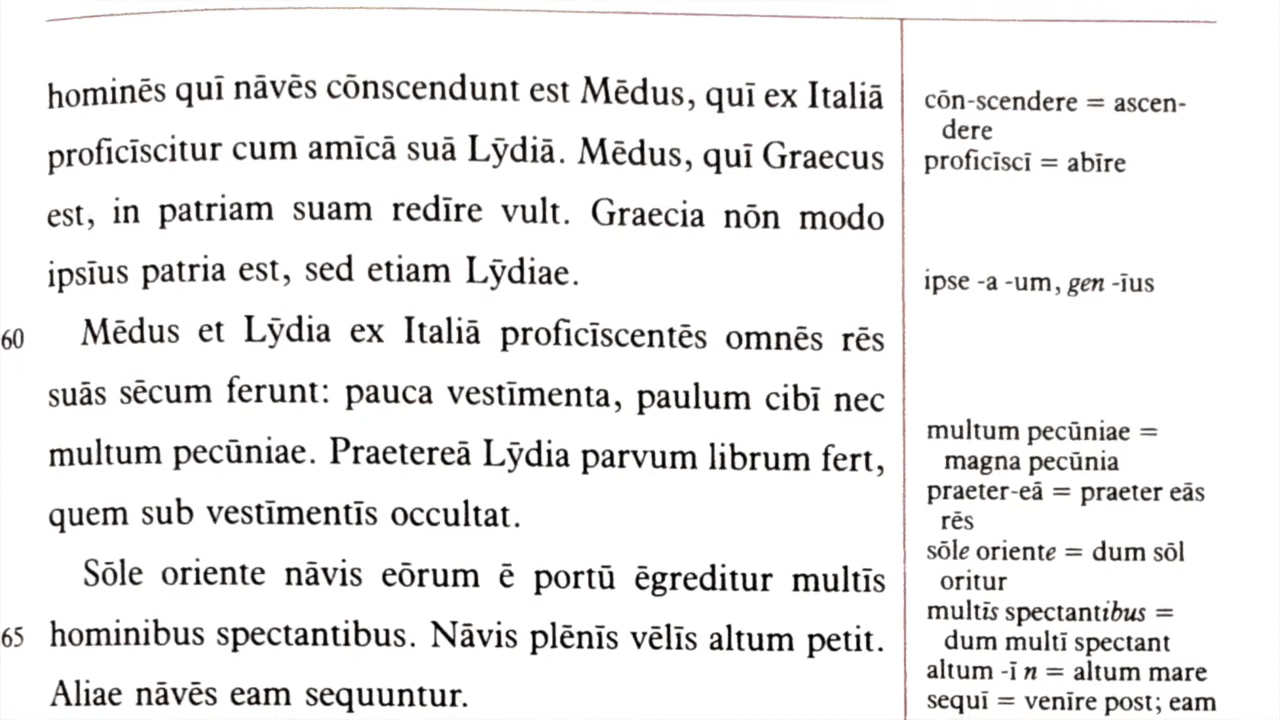 hominēs quī nāvēs cōnscendunt est Mēdus, quī ex Italiā
proficīscitur cum amīcā suā Lȳdiā. Mēdus, quī Graecus
est, in patriam suam redīre vult. Graecia nōn modo
ipsīus patria est, sed etiam Lȳdiae.
60 Mēdus et Lȳdia ex Italiā proficīscentēs omnēs rēs
suās sēcum ferunt: pauca vestīmenta, paulum cibī nec
multum pecūniae. Praetereā Lȳdia parvum librum fert,
quem sub vestīmentīs occultat.
Sōle oriente nāvis eōrum ē portū ēgreditur multīs
65 hominibus spectantibus. Nāvis plēnīs vēlīs altum petit.
Aliae nāvēs eam sequuntur.
cōn-scendere = ascen-
dere
proficīscī = abīre
ipse -a -um, gen -īus
multum pecūniae =
magna pecūnia
praeter-eā = praeter eās
rēs
sōle oriente = dum sōl
oritur
multīs spectantibus =
dum multī spectant
altum -ī n = altum mare
sequī = venīre post; eam